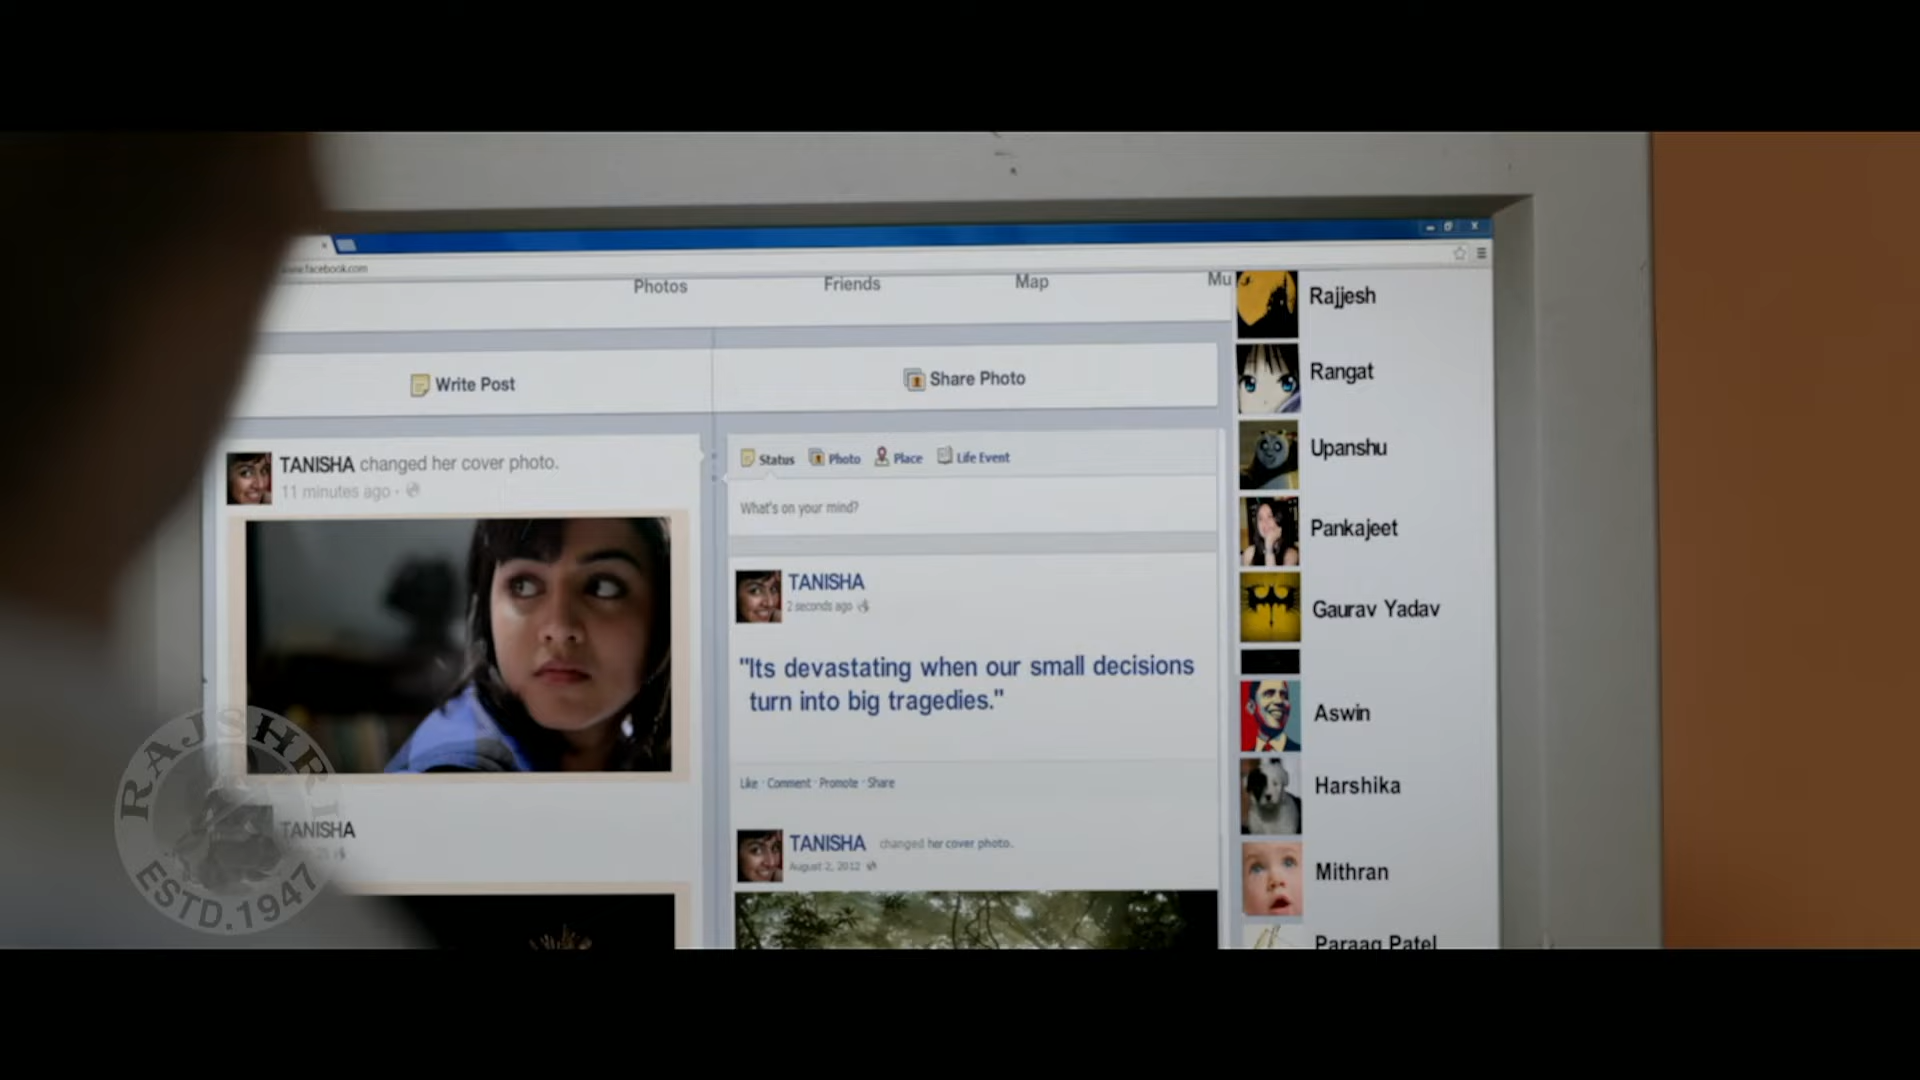 www.facebook.com
Photos
Friends
Map
Mu
Write Post
Share Photo
TANISHA changed her cover photo.
11 minutes ago ·
TANISHA
Status
Photo
Place
Life Event
What's on your mind?
TANISHA
2 seconds ago
"Its devastating when our small decisions
turn into big tragedies."
Like · Comment · Promote · Share
TANISHA changed her cover photo.
August 2, 2012
Rajjesh
Rangat
Upanshu
Pankajeet
Gaurav Yadav
Aswin
Harshika
Mithran
Paraag Patel
RAJSHRI
ESTD.1947